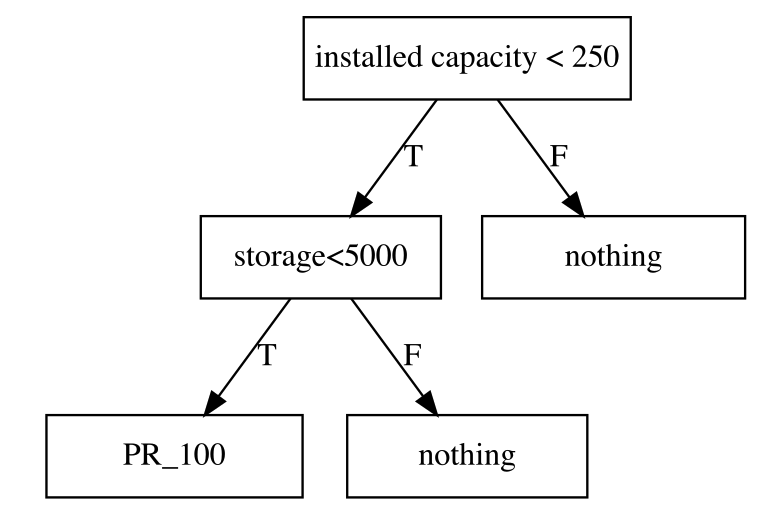 installed capacity < 250
T
F
storage<5000
nothing
T
F
PR_100
nothing